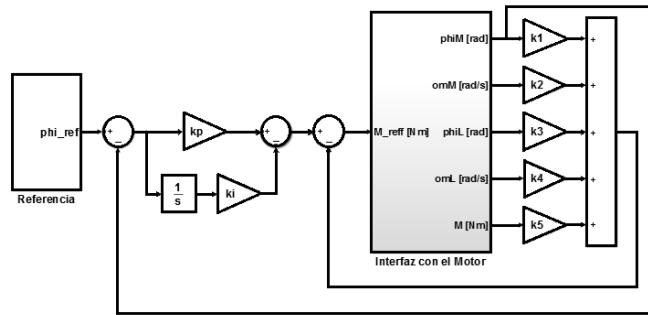 phi_ref
Referencia
+
−
kp
1
s
ki
+
−
+
−
M_reff [Nm]
phiM [rad]
omM [rad/s]
phiL [rad]
omL [rad/s]
M [Nm]
Interfaz con el Motor
k1
k2
k3
k4
k5
+
+
+
+
+